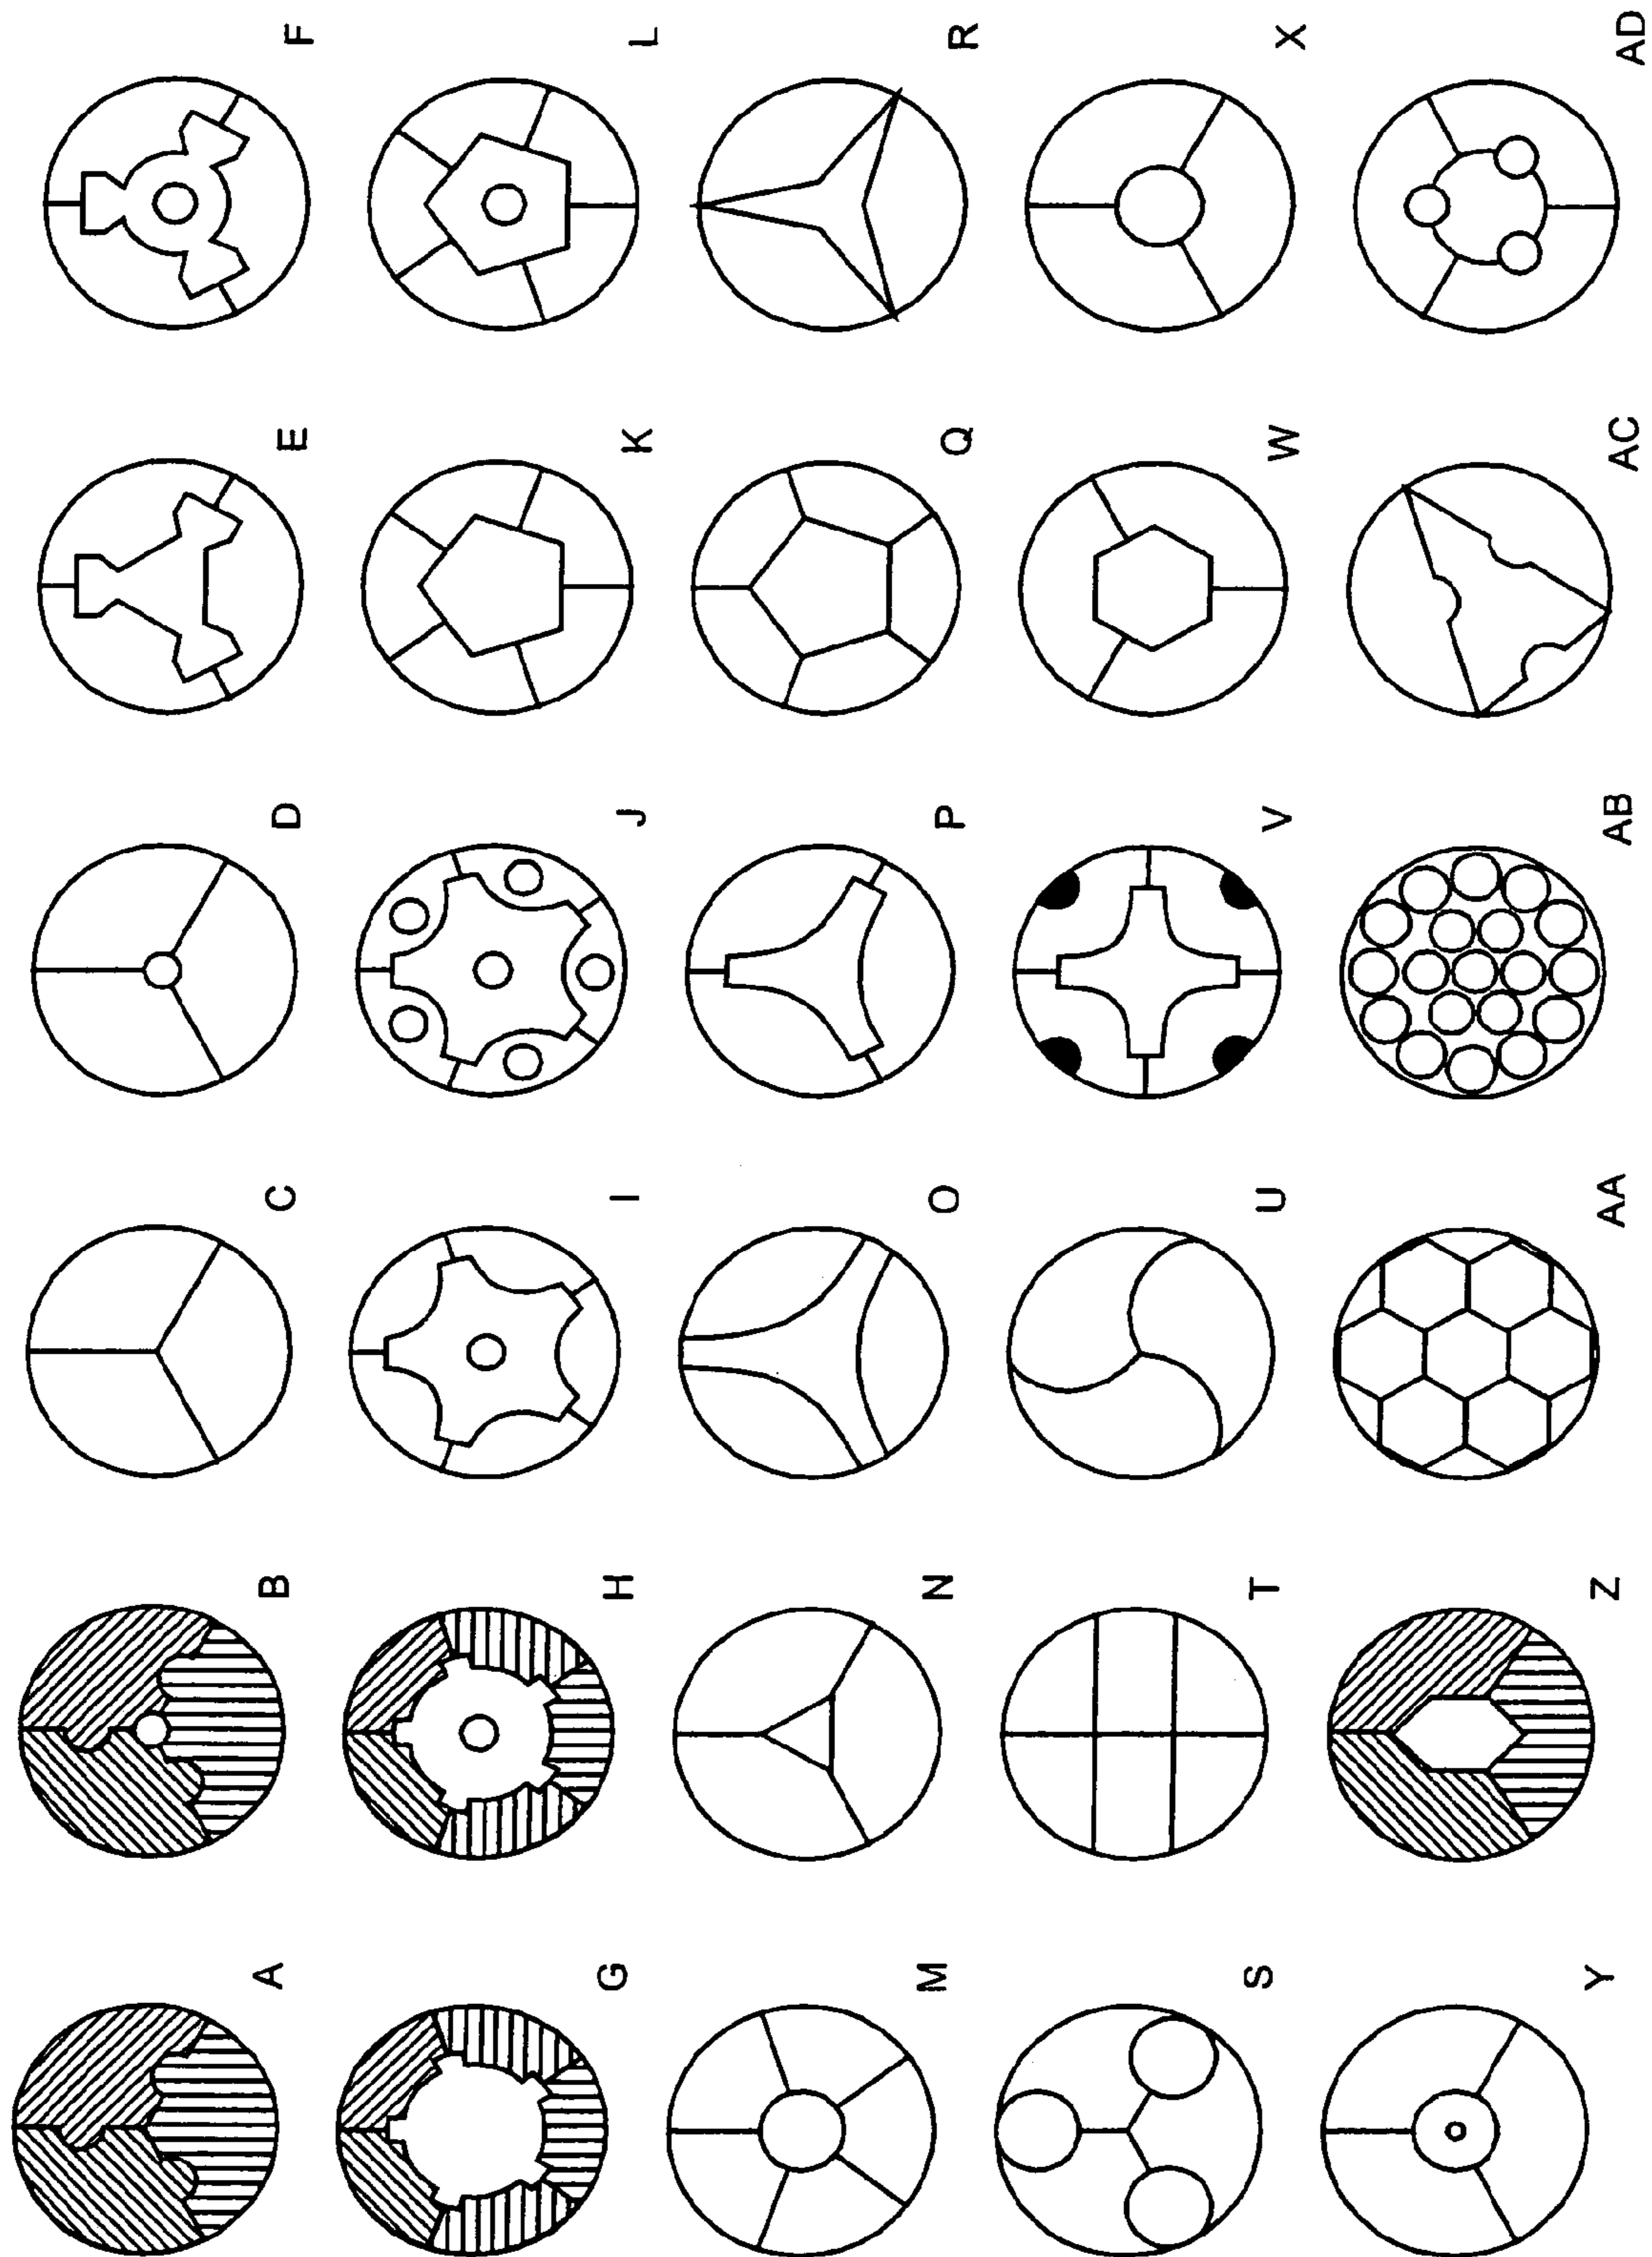 A B C D E F
G H I J K L
M N O P Q R
S T U V W X
Y Z AA AB AC AD